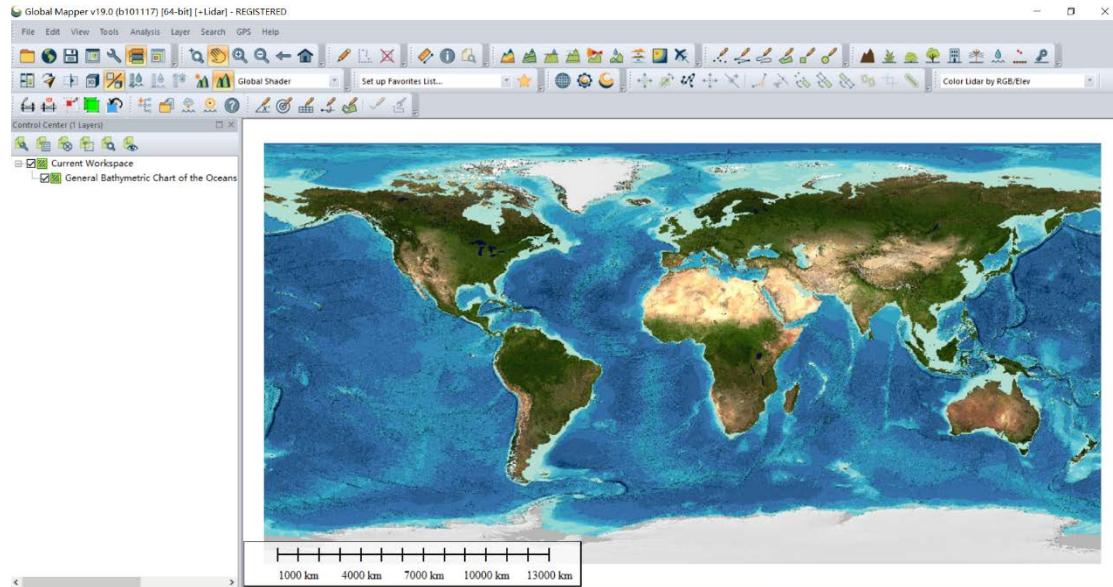 Global Mapper v19.0 (b101117) [64-bit] [+Lidar] - REGISTERED
File Edit View Tools Analysis Layer Search GPS Help
Global Shader
Set up Favorites List...
Color Lidar by RGB/Elev
Control Center (1 Layers)
Current Workspace
General Bathymetric Chart of the Oceans
1000 km 4000 km 7000 km 10000 km 13000 km